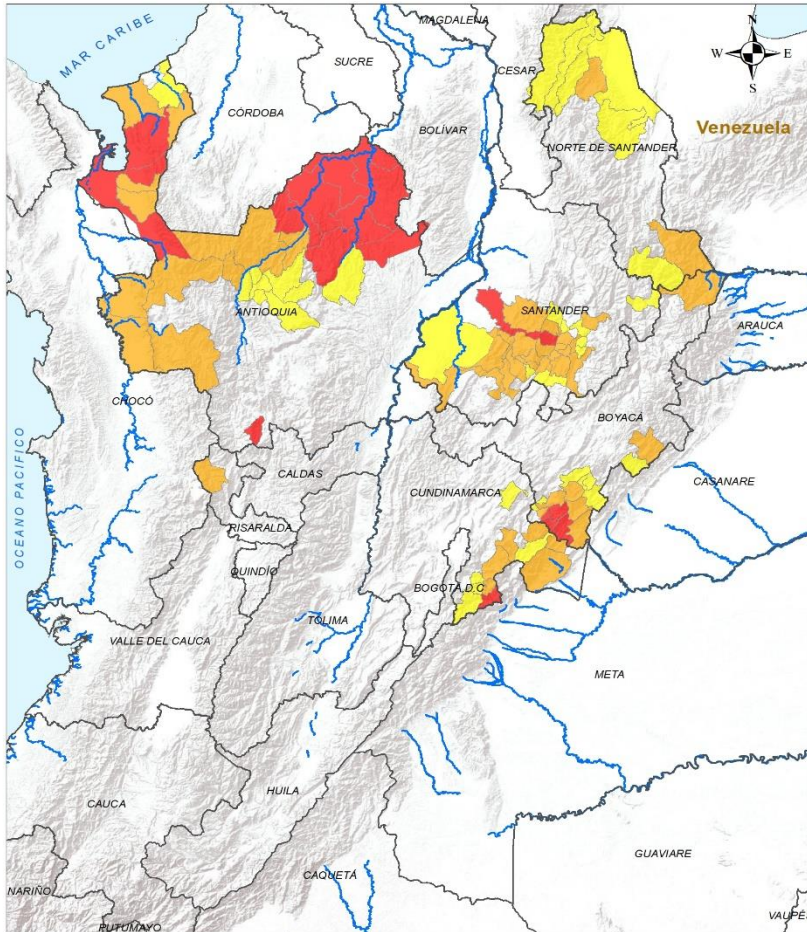 MAGDALENA
N
W E
S
MAR CARIBE
SUCRE
CESAR
CÓRDOBA
BOLÍVAR
Venezuela
NORTE DE SANTANDER
ANTIOQUIA
SANTANDER
ARAUCA
CHOCÓ
BOYACÁ
CALDAS
CUNDINAMARCA
CASANARE
OCEANO PACIFICO
RISARALDA
QUINDÍO
BOGOTÁ, D.C
TOLIMA
VALLE DEL CAUCA
META
HUILA
CAUCA
GUAVIARE
CAQUETÁ
NARIÑO
PUTUMAYO
VAUPÉ